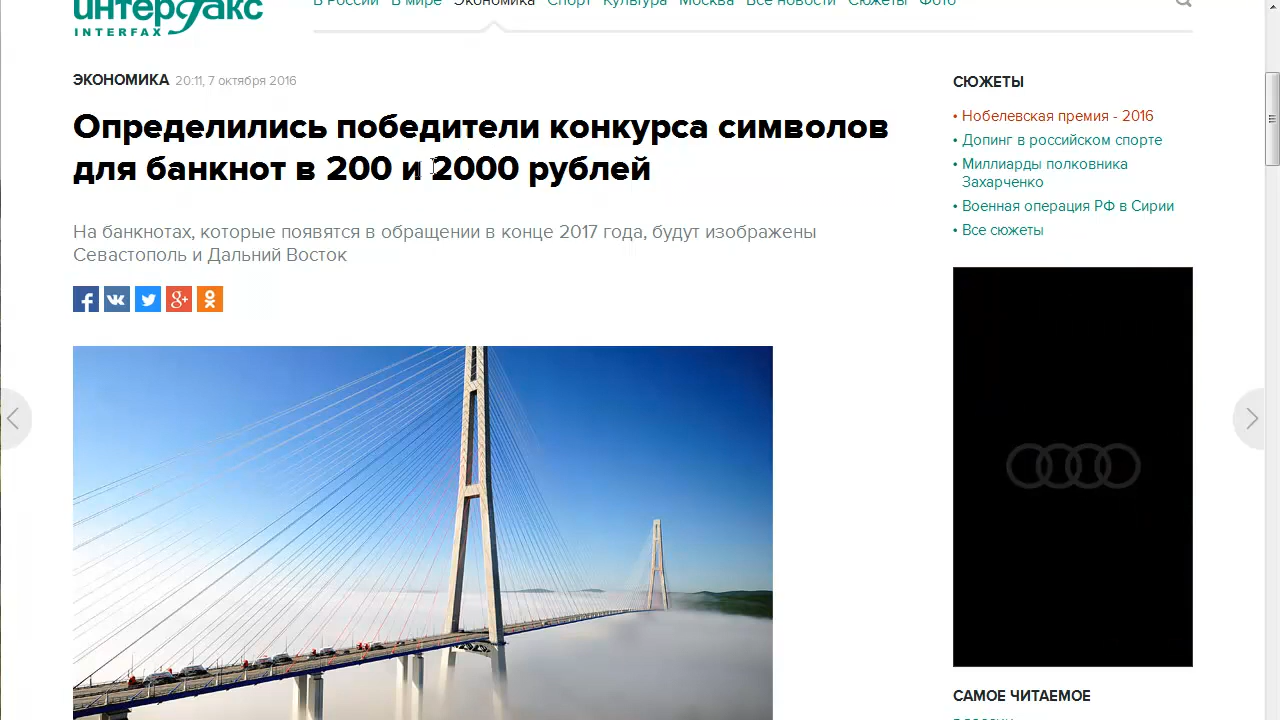 интерфакс
INTERFAX
В России В мире Экономика Спорт Культура Москва Все новости Сюжеты Фото
ЭКОНОМИКА 20:11, 7 октября 2016
Определились победители конкурса символов
для банкнот в 200 и 2000 рублей
На банкнотах, которые появятся в обращении в конце 2017 года, будут изображены
Севастополь и Дальний Восток
СЮЖЕТЫ
• Нобелевская премия - 2016
• Допинг в российском спорте
• Миллиарды полковника
Захарченко
• Военная операция РФ в Сирии
• Все сюжеты
САМОЕ ЧИТАЕМОЕ